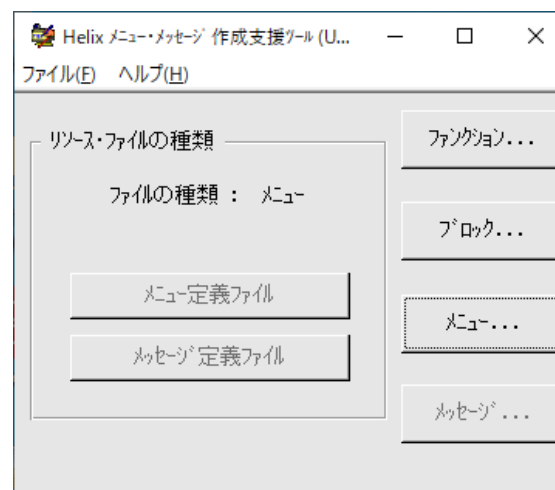 Helix ﾒﾆｭｰ・ﾒｯｾｰｼﾞ 作成支援ﾂｰﾙ (U...
ファイル(F) ヘルプ(H)
ﾘｿｰｽ・ﾌｧｲﾙの種類
ﾌｧｲﾙの種類 : ﾒﾆｭｰ
ﾒﾆｭｰ定義ﾌｧｲﾙ
ﾒｯｾｰｼﾞ定義ﾌｧｲﾙ
ﾌｧﾝｸｼｮﾝ...
ﾌﾞﾛｯｸ...
ﾒﾆｭｰ...
ﾒｯｾｰｼﾞ...